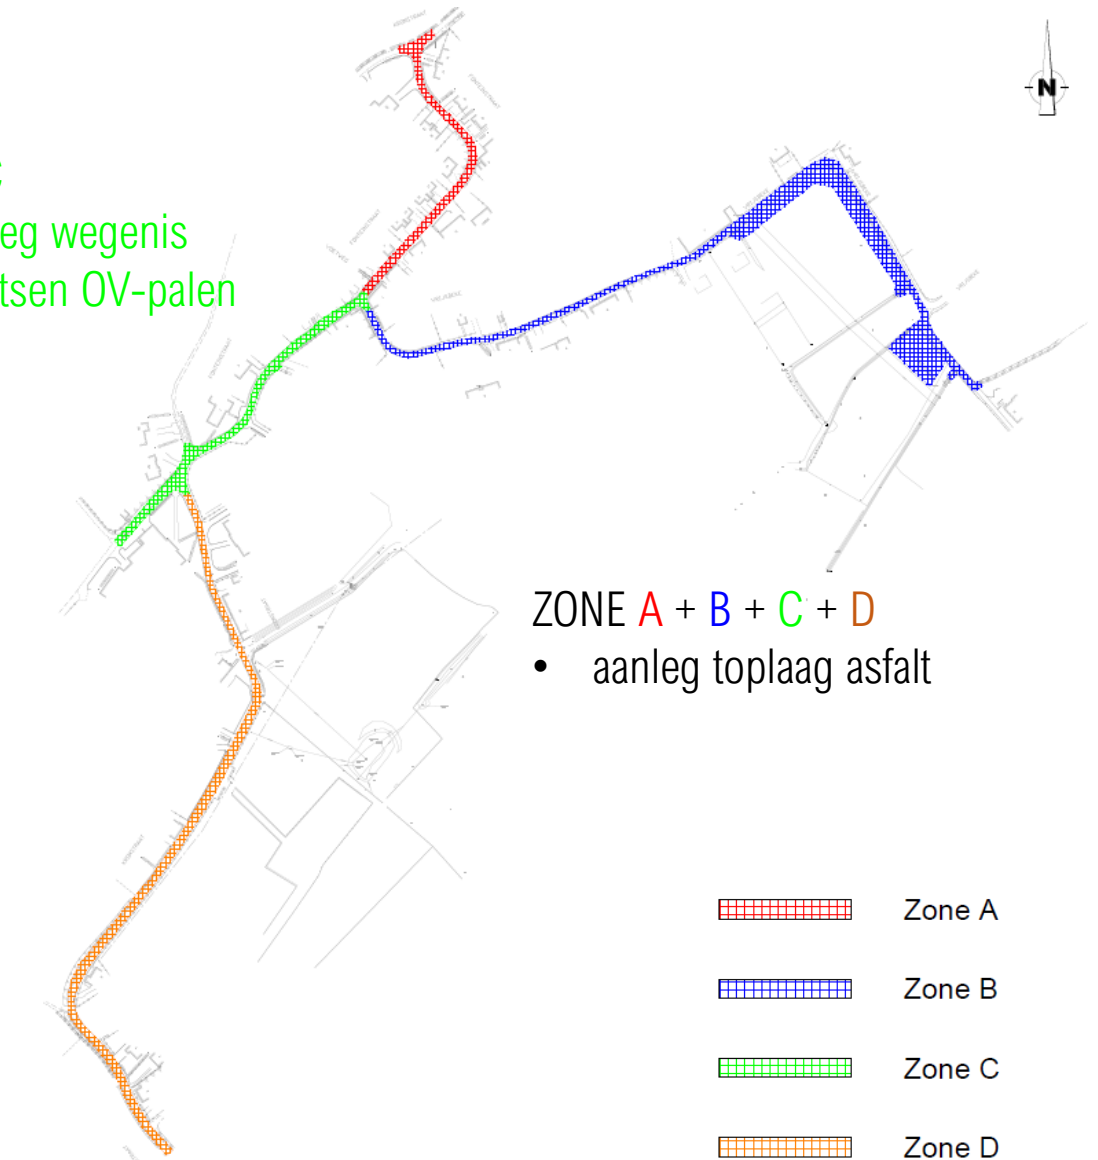 N
C
eg wegenis
tsen OV-palen
ZONE A + B + C + D
• aanleg toplaag asfalt
Zone A
Zone B
Zone C
Zone D